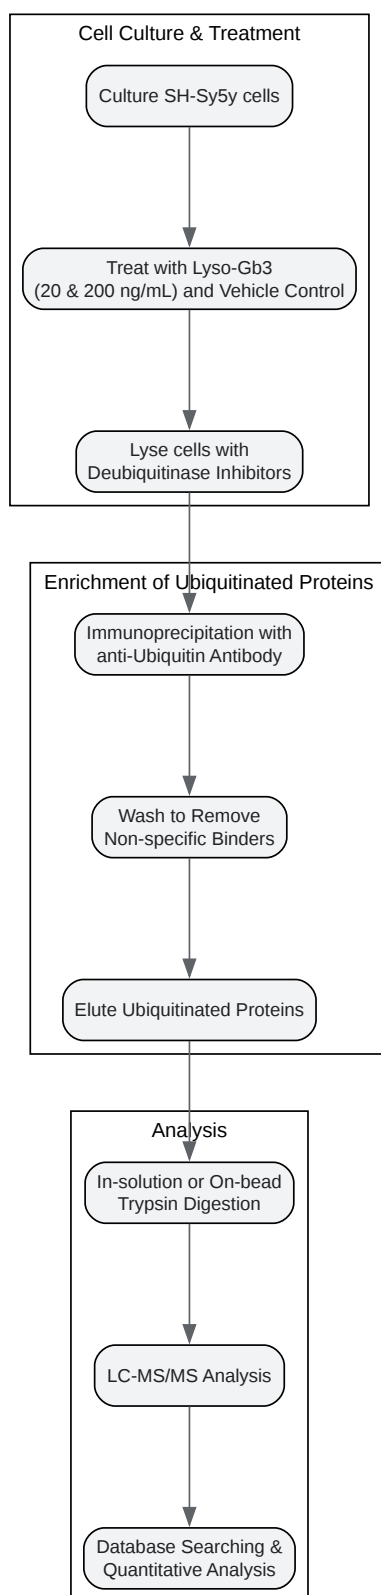 Cell Culture & Treatment
Culture SH-Sy5y cells
Treat with Lyso-Gb3
(20 & 200 ng/mL) and Vehicle Control
Lyse cells with
Deubiquitinase Inhibitors
Enrichment of Ubiquitinated Proteins
Immunoprecipitation with
anti-Ubiquitin Antibody
Wash to Remove
Non-specific Binders
Elute Ubiquitinated Proteins
Analysis
In-solution or On-bead
Trypsin Digestion
LC-MS/MS Analysis
Database Searching &
Quantitative Analysis